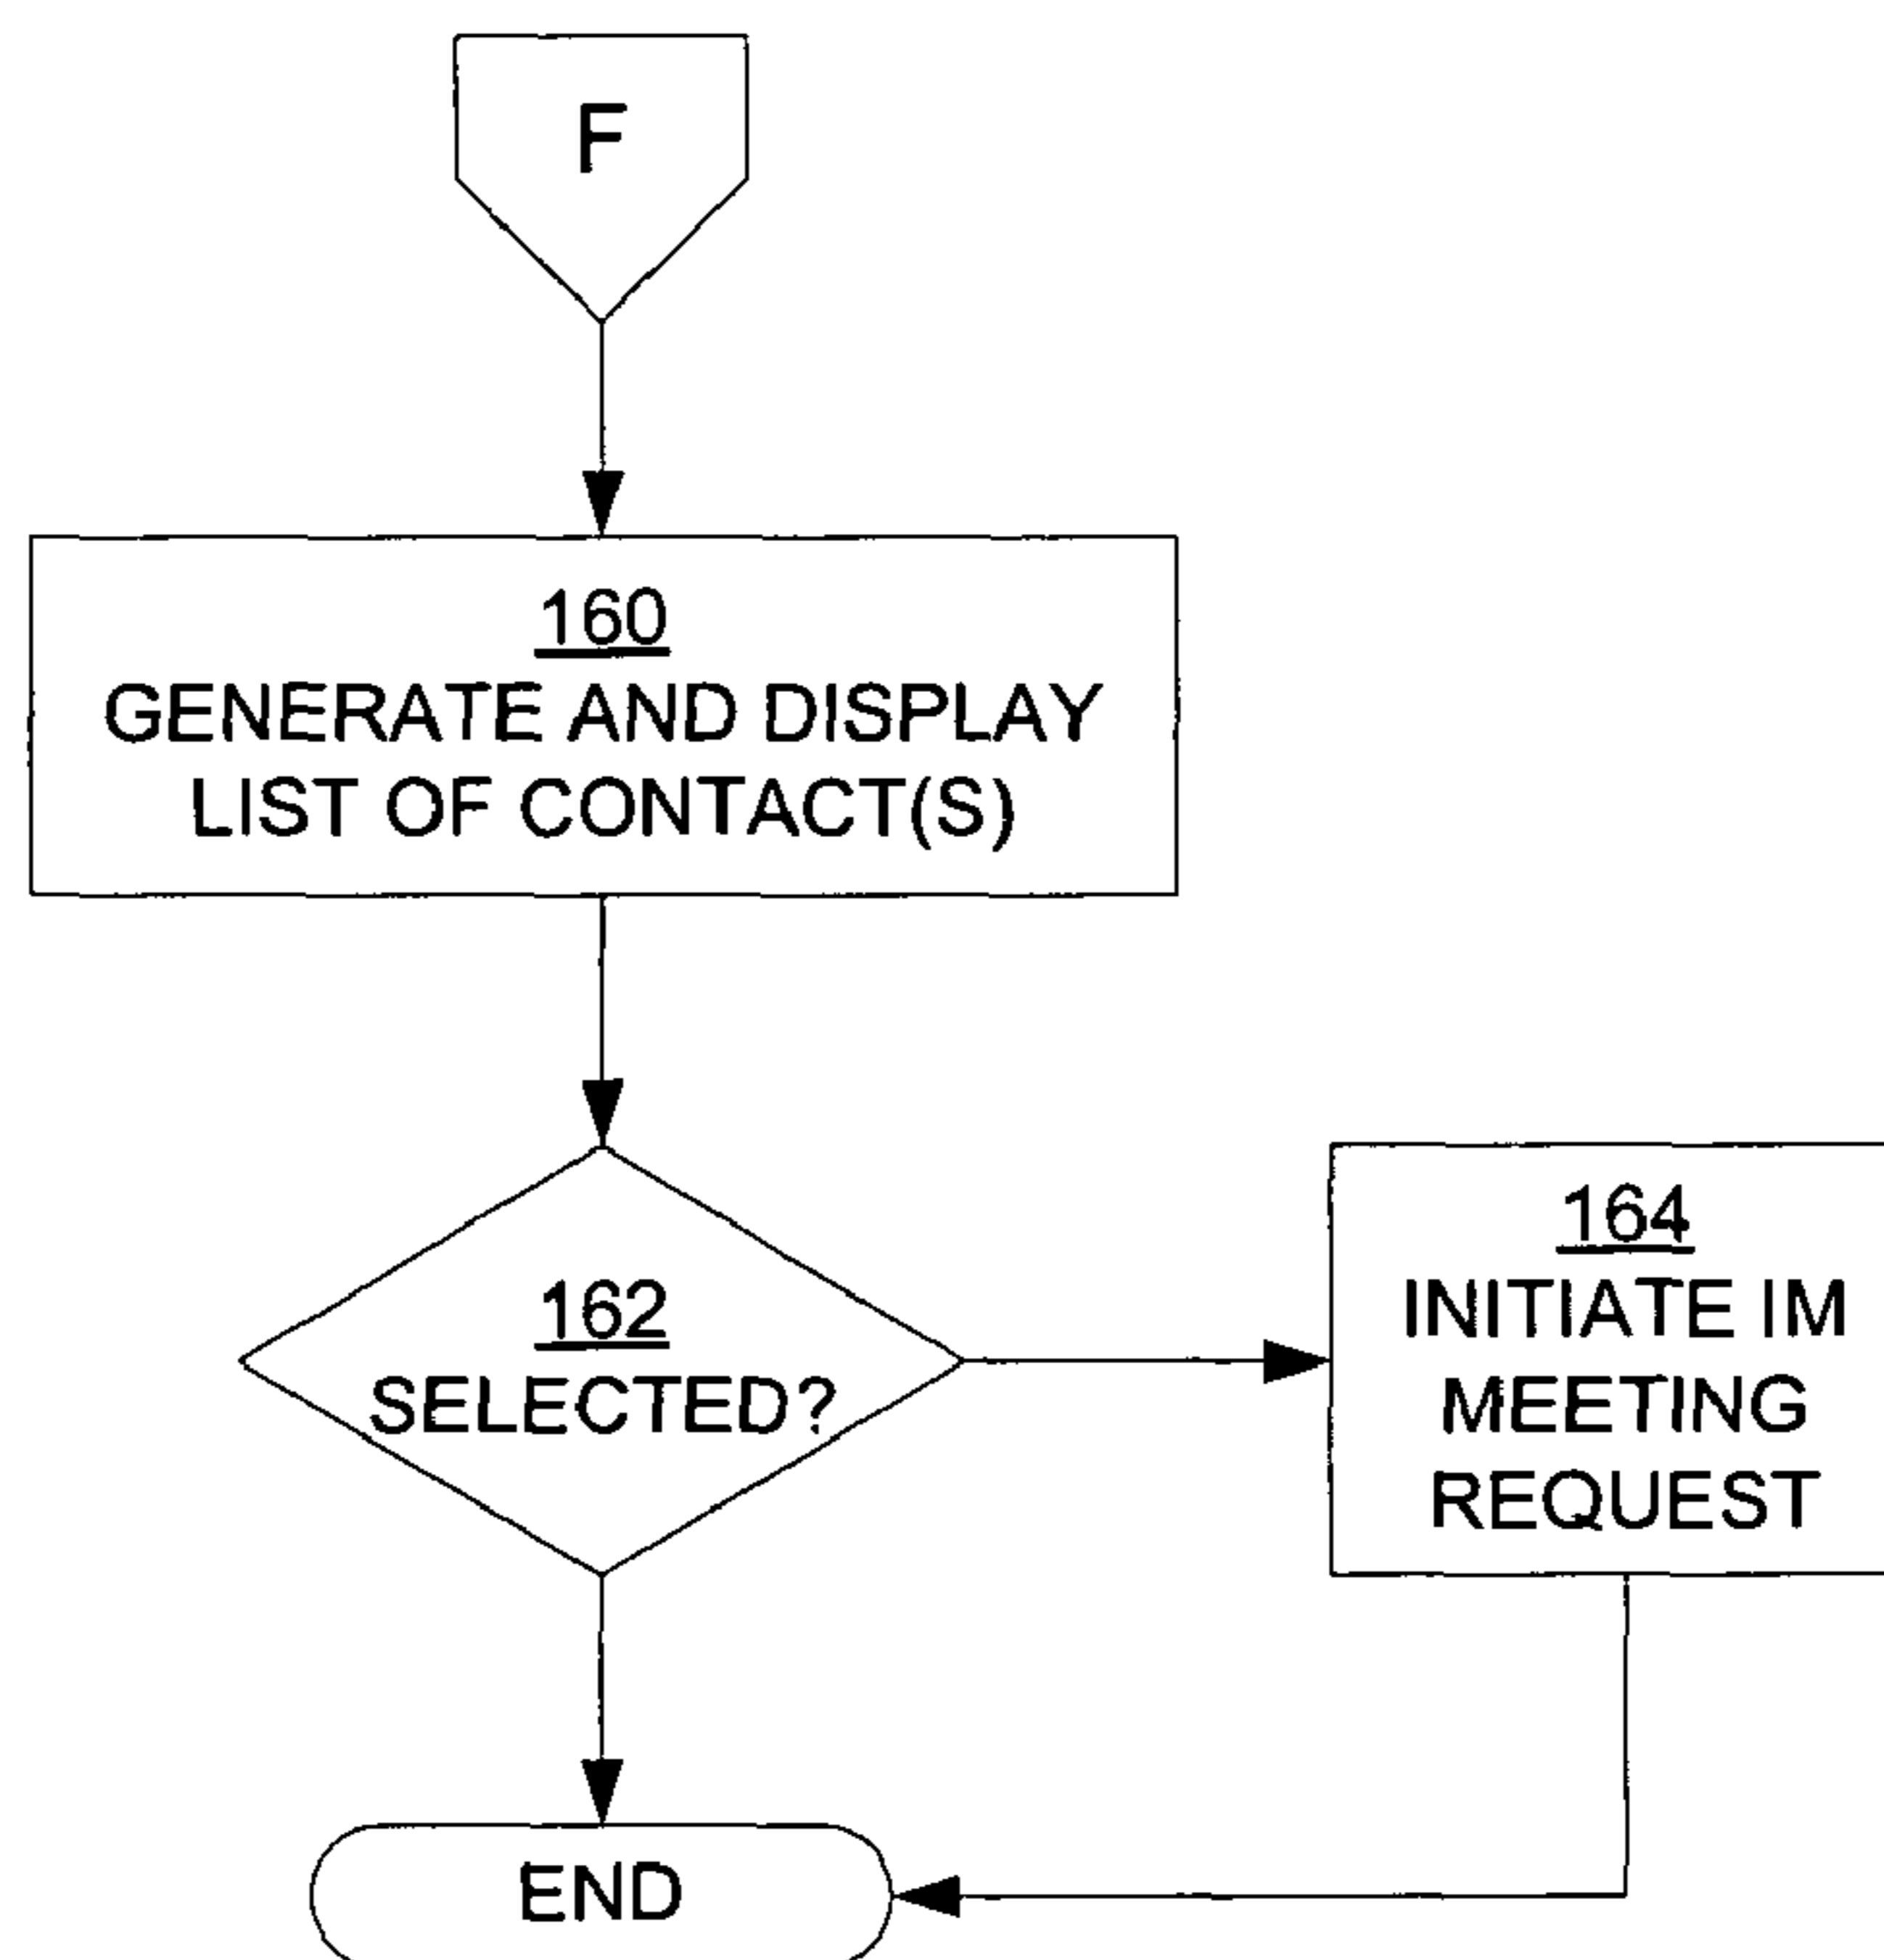 F
160
GENERATE AND DISPLAY
LIST OF CONTACT(S)
162
SELECTED?
164
INITIATE IM
MEETING
REQUEST
END